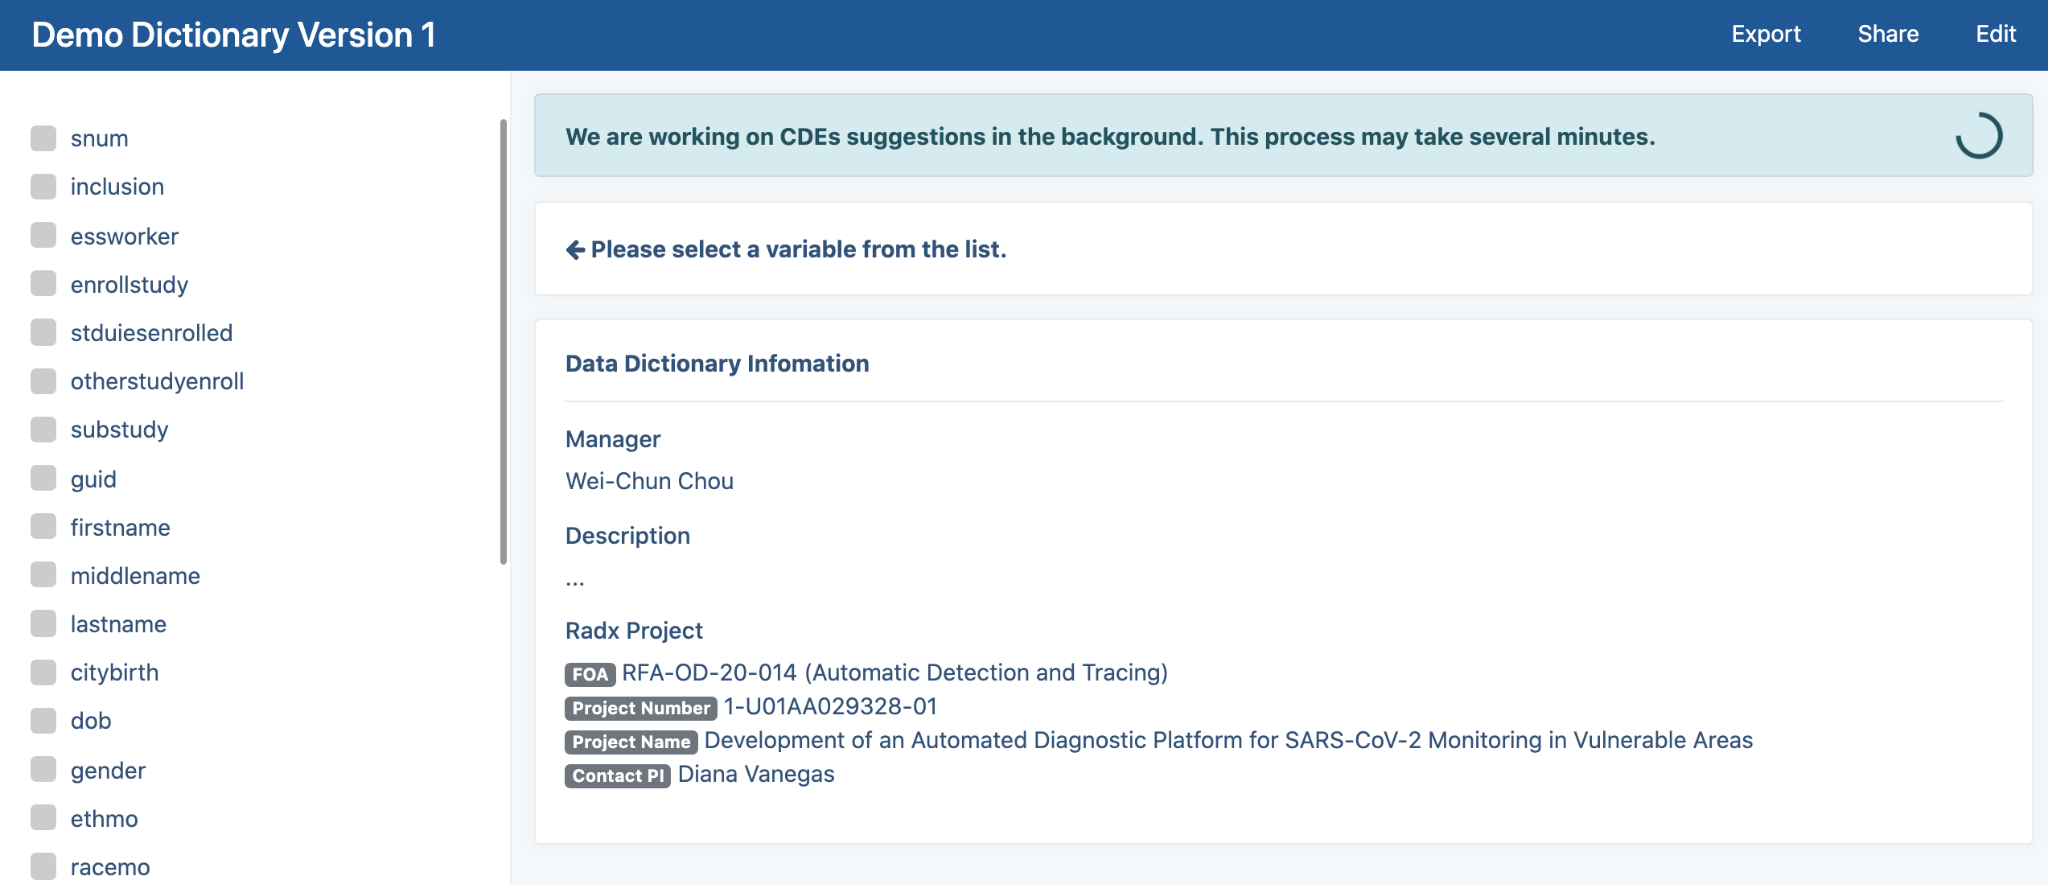 Demo Dictionary Version 1
Export Share Edit
snum
inclusion
essworker
enrollstudy
stduiesenrolled
otherstudyenroll
substudy
guid
firstname
middlename
lastname
citybirth
dob
gender
ethmo
racemo
We are working on CDEs suggestions in the background. This process may take several minutes.
Please select a variable from the list.
Data Dictionary Infomation
Manager
Wei-Chun Chou
Description
...
Radx Project
FOA RFA-OD-20-014 (Automatic Detection and Tracing)
Project Number 1-U01AA029328-01
Project Name Development of an Automated Diagnostic Platform for SARS-CoV-2 Monitoring in Vulnerable Areas
Contact PI Diana Vanegas